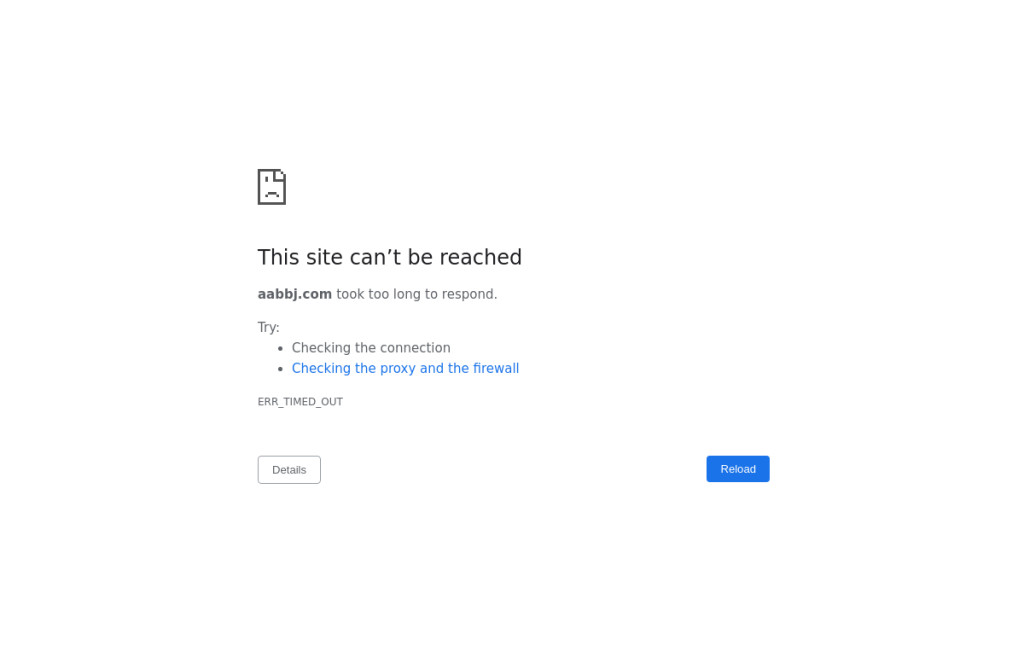 This site can’t be reached
aabbj.com took too long to respond.
Try:
Checking the connection
Checking the proxy and the firewall
ERR_TIMED_OUT
Details
Reload